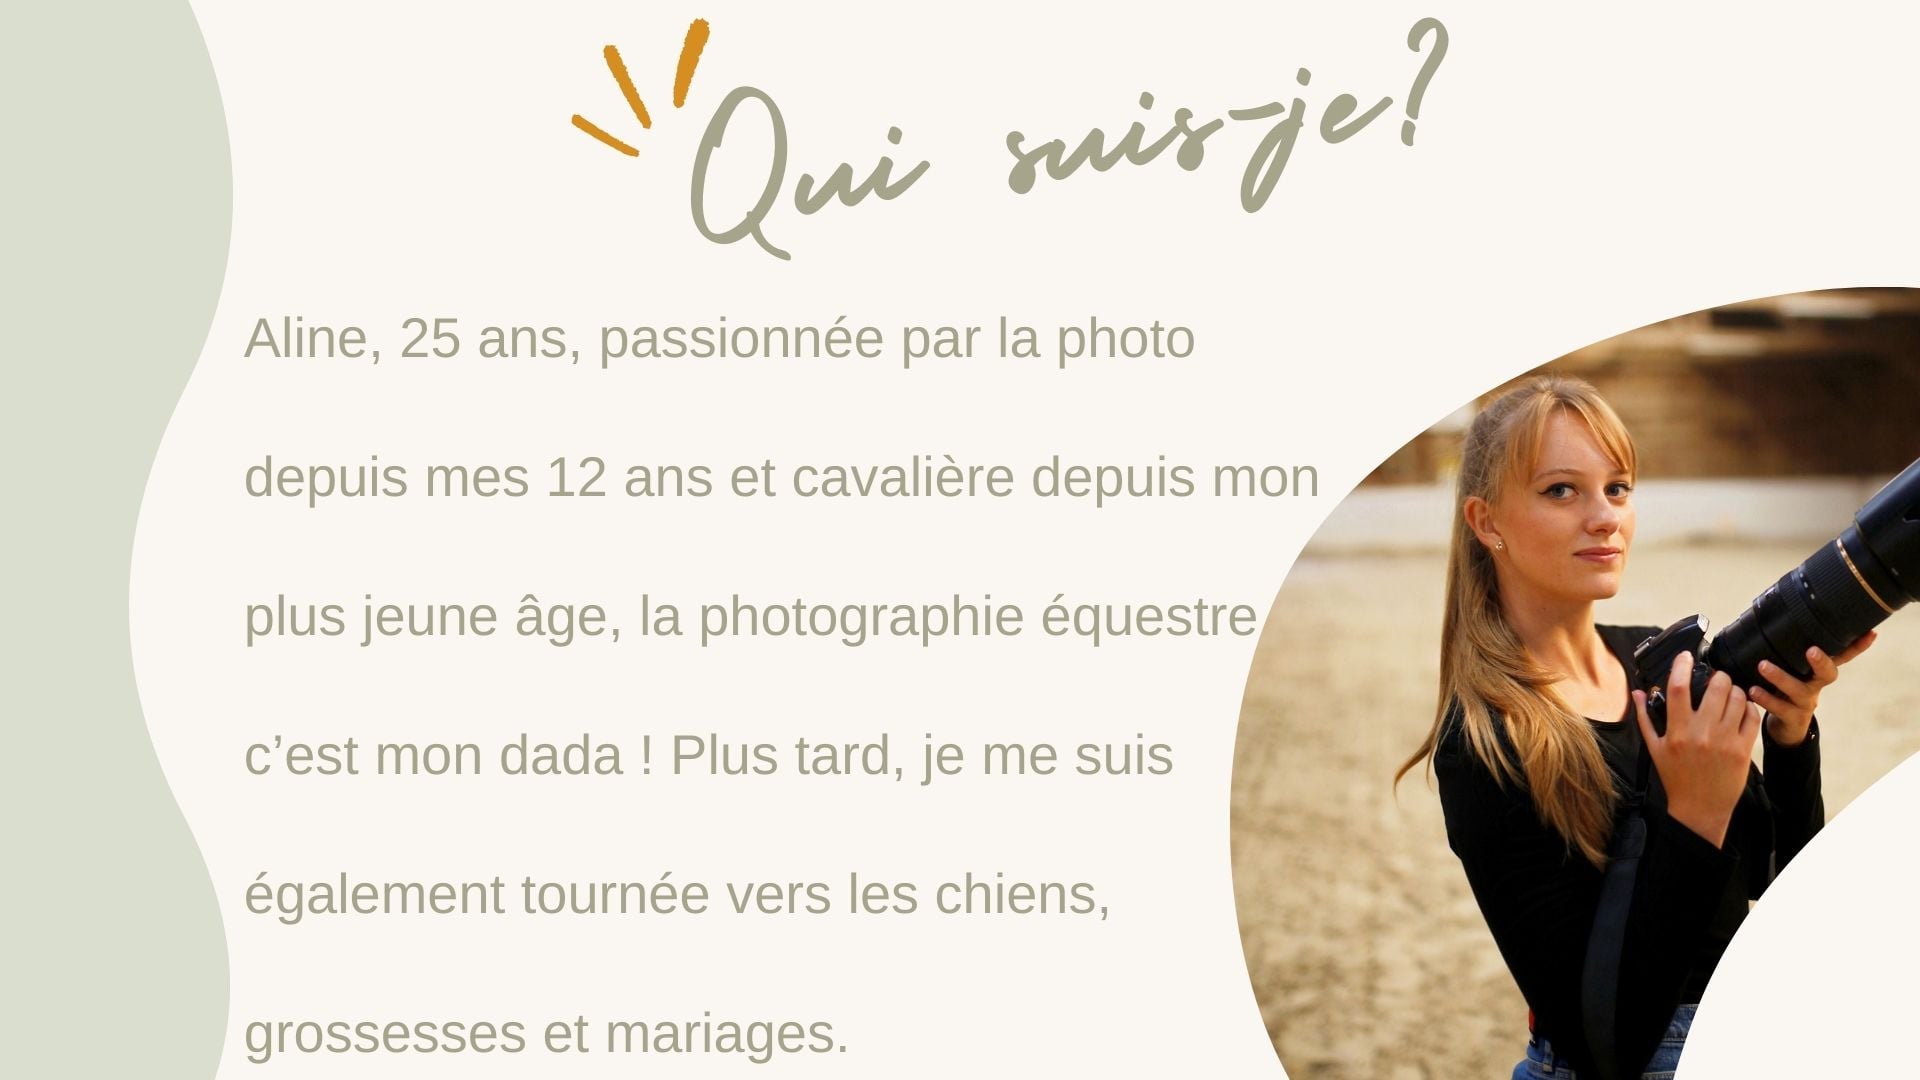 Qui suis-je?
Aline, 25 ans, passionnée par la photo
depuis mes 12 ans et cavalière depuis mon
plus jeune âge, la photographie équestre
c’est mon dada ! Plus tard, je me suis
également tournée vers les chiens,
grossesses et mariages.